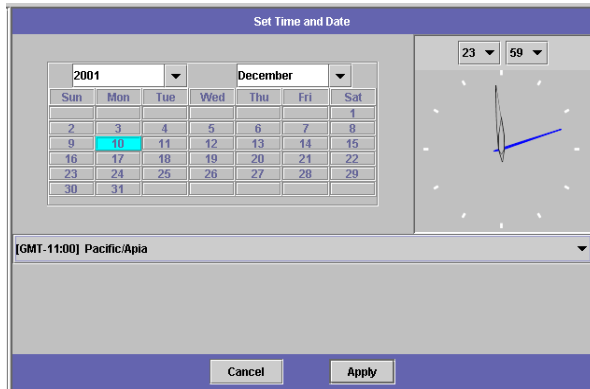 Set Time and Date
2001 December
23 59
Sun Mon Tue Wed Thu Fri Sat
1
2 3 4 5 6 7 8
9 10 11 12 13 14 15
16 17 18 19 20 21 22
23 24 25 26 27 28 29
30 31
[GMT-11:00] Pacific/Apia
Cancel Apply